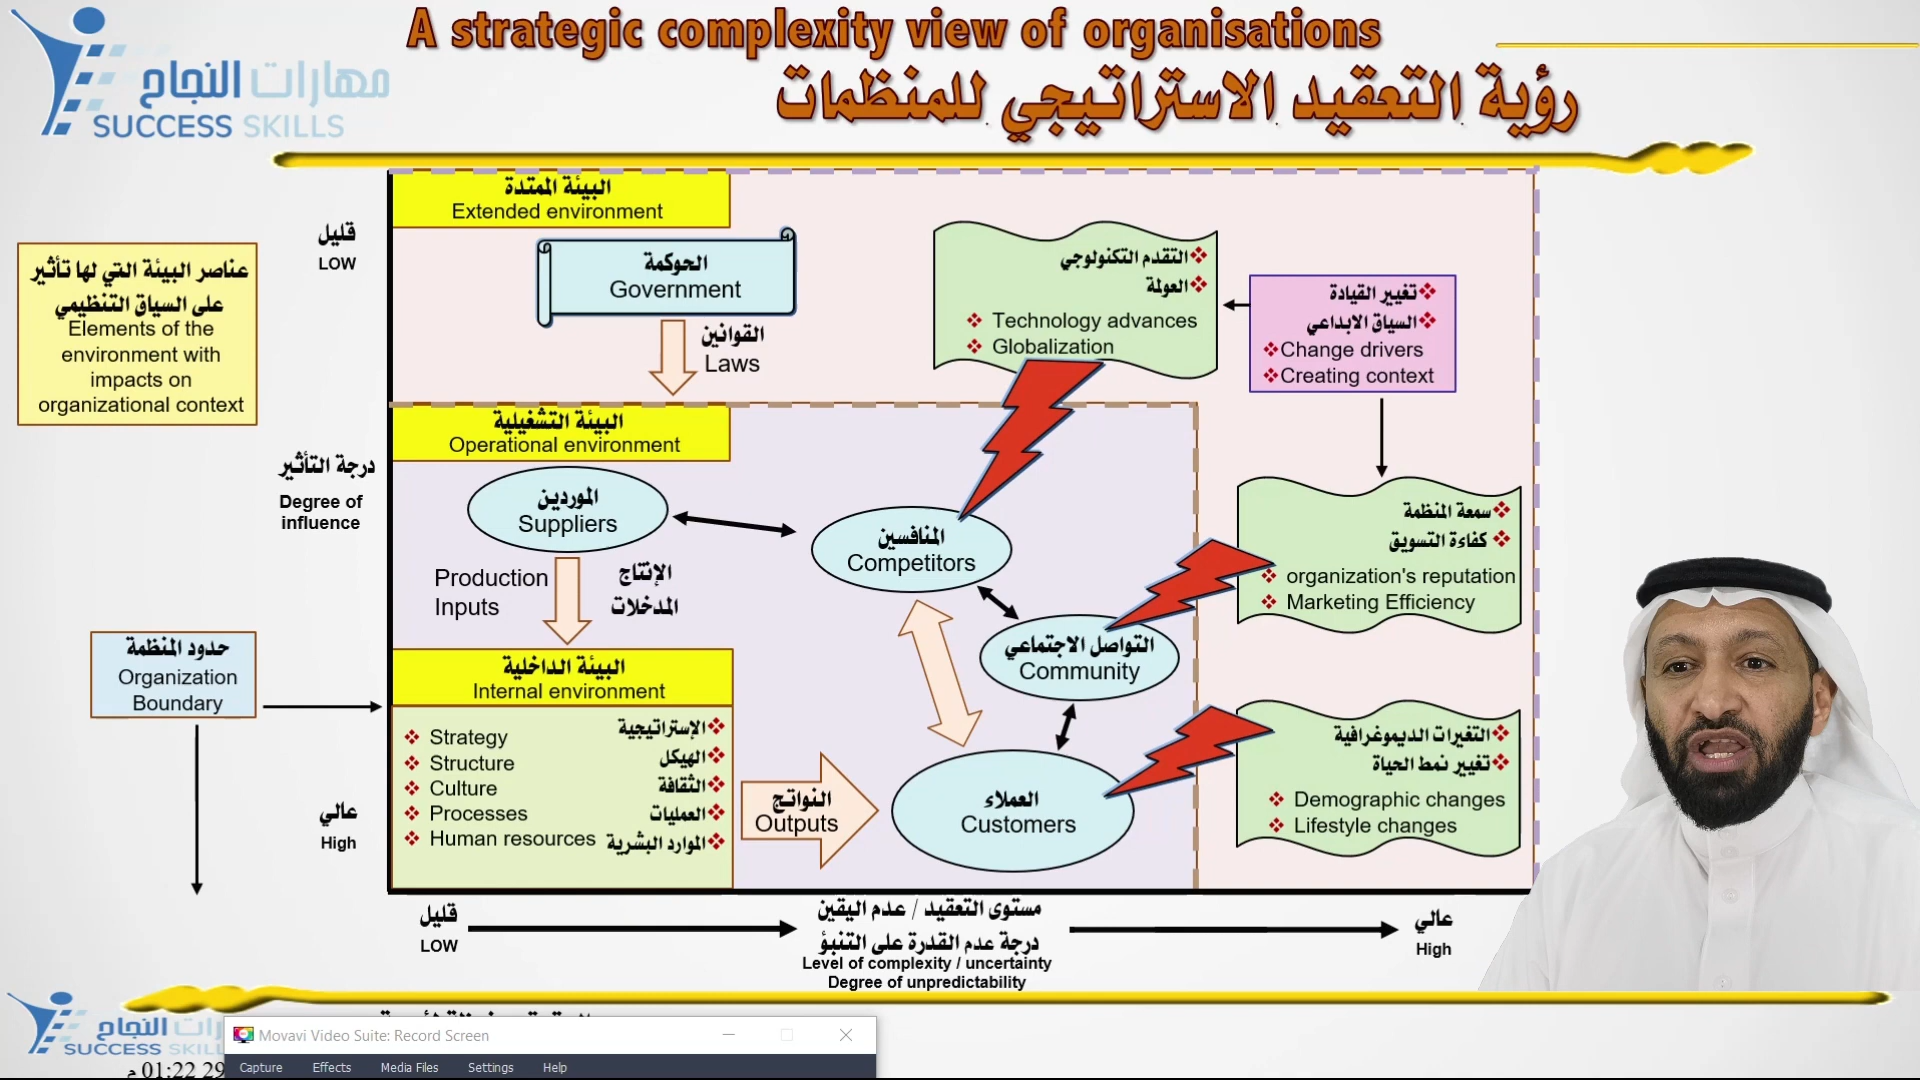 A strategic complexity view of organisations
رؤية التعقيد الاستراتيجي للمنظمات
مهارات النجاح
SUCCESS SKILLS
البيئة الممتدة
Extended environment
قليل
LOW
عناصر البيئة التي لها تأثير
على السياق التنظيمي
Elements of the
environment with
impacts on
organizational context
الحوكمة
Government
القوانين
Laws
❖التقدم التكنولوجي
❖العولمة
❖ Technology advances
❖ Globalization
❖تغيير القيادة
❖السياق الابداعي
❖Change drivers
❖Creating context
البيئة التشغيلية
Operational environment
درجة التأثير
Degree of
influence
الموردين
Suppliers
المنافسين
Competitors
❖سمعة المنظمة
❖ كفاءة التسويق
❖ organization's reputation
❖ Marketing Efficiency
Production
Inputs
الإنتاج
المدخلات
التواصل الاجتماعي
Community
حدود المنظمة
Organization
Boundary
البيئة الداخلية
Internal environment
❖ Strategy
❖ Structure
❖ Culture
❖ Processes
❖ Human resources
❖الإستراتيجية
❖الهيكل
❖الثقافة
❖العمليات
❖الموارد البشرية
النواتج
Outputs
العملاء
Customers
❖التغيرات الديموغرافية
❖تغيير نمط الحياة
❖ Demographic changes
❖ Lifestyle changes
عالي
High
قليل
LOW
مستوى التعقيد / عدم اليقين
درجة عدم القدرة على التنبؤ
Level of complexity / uncertainty
Degree of unpredictability
عالي
High
النجاح
SUCCESS SKILL
01:22 29 م
Movavi Video Suite: Record Screen
Capture Effects Media Files Settings Help